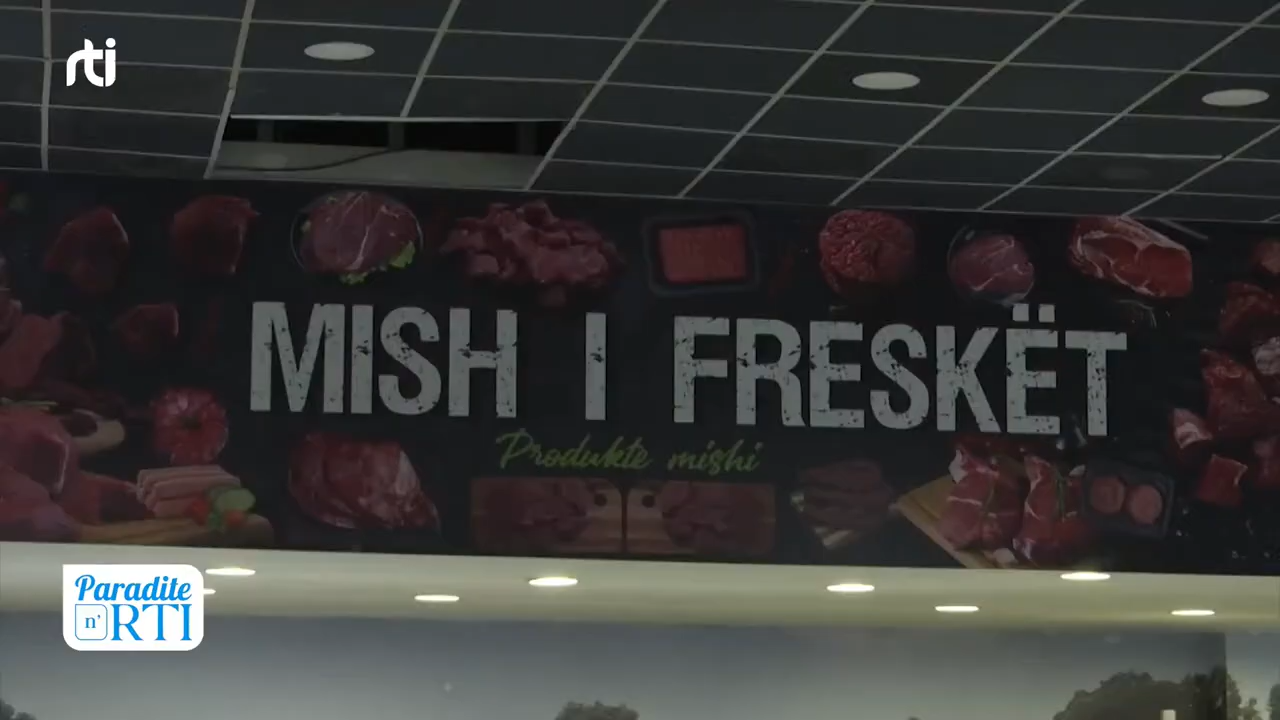 rti
MISH I FRESKËT
Produkte mishi
Paradite
n' RTI